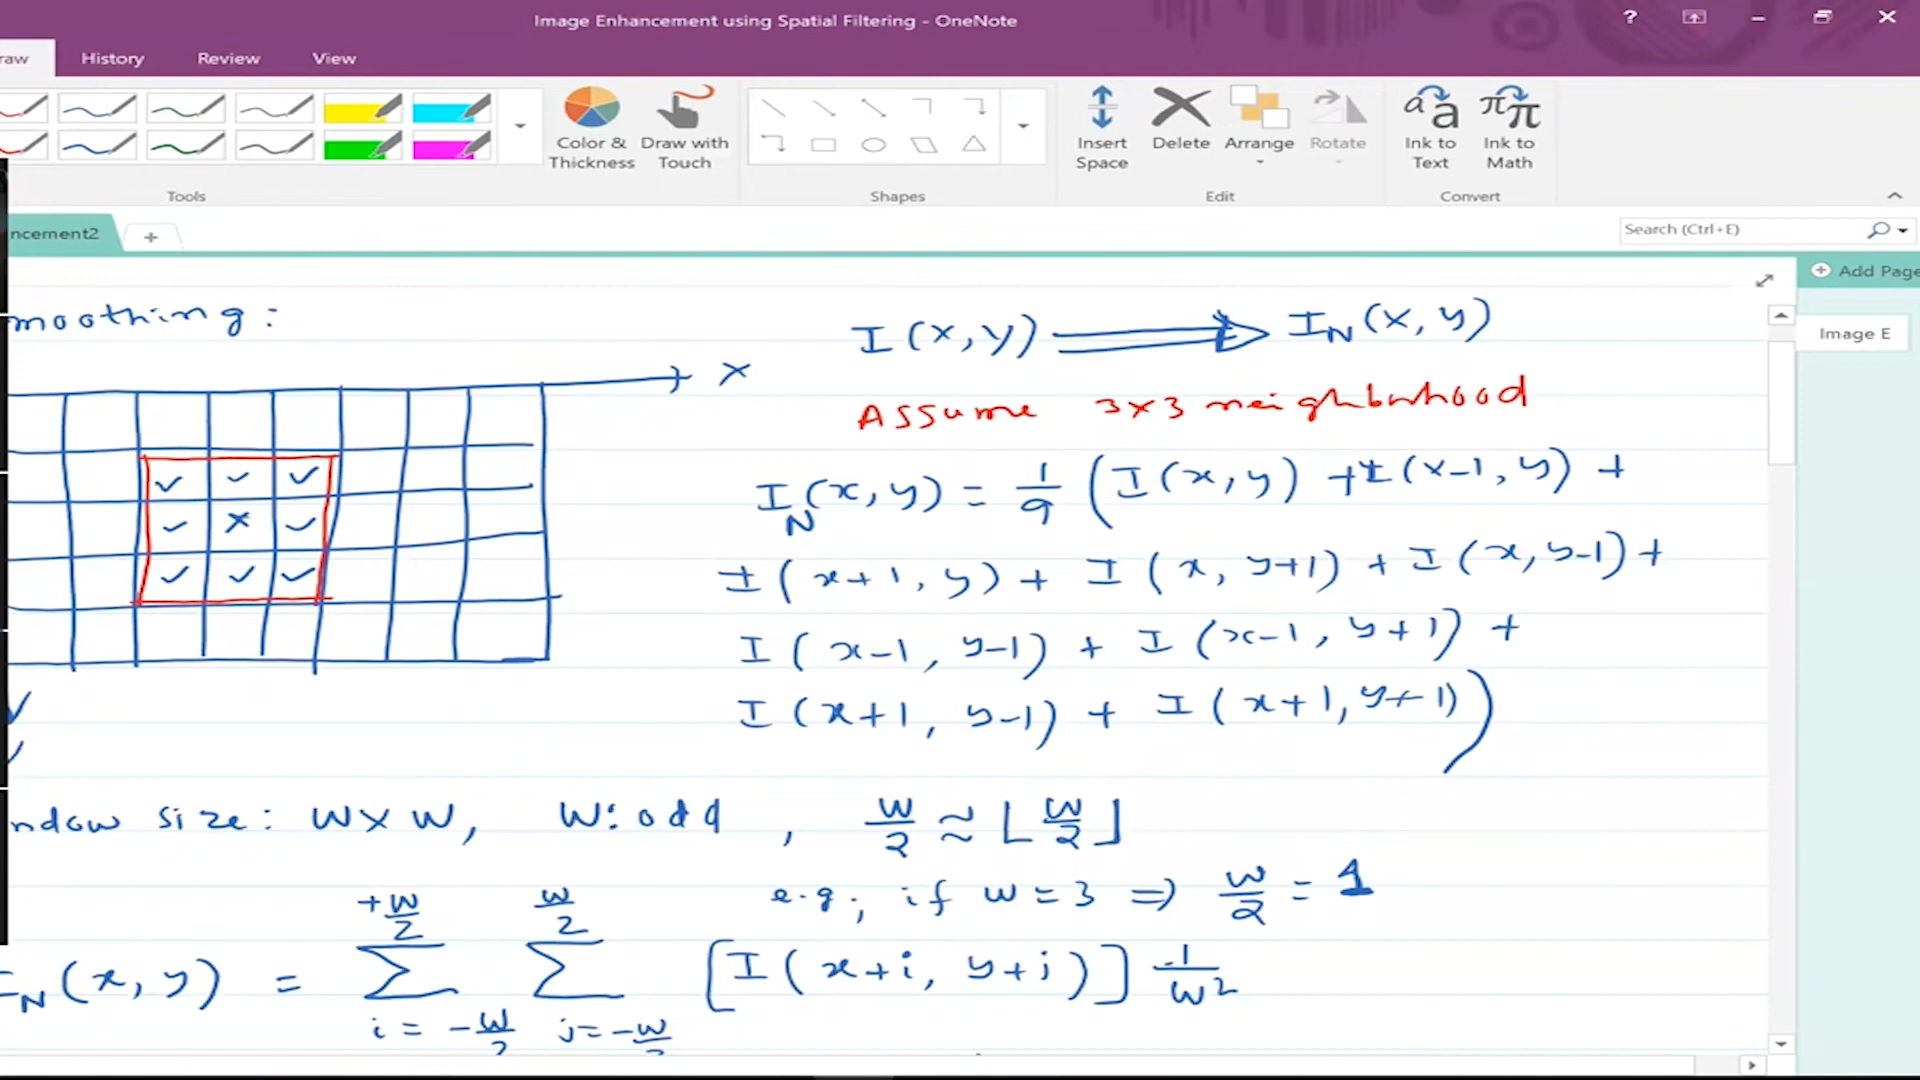 Image Enhancement using Spatial Filtering - OneNote
raw History Review View
Color & Thickness
Draw with Touch
Insert Space
Delete
Arrange
Rotate
Ink to Text
Ink to Math
Tools
Shapes
Edit
Convert
ncement2 +
Search (Ctrl+E)
Add Page
Image E
moothing:
I(x,y) ⟹ I_N(x,y)
x
Assume 3x3 neighborhood
I_N(x,y) = 1/9 (I(x,y) + I(x-1,y) +
I(x+1,y) + I(x,y+1) + I(x,y-1) +
I(x-1,y-1) + I(x-1,y+1) +
I(x+1,y-1) + I(x+1,y+1))
ndow size: W×W, W: odd, W/2 ≈ ⌊W/2⌋
e.g., if w=3 ⇒ W/2 = 1
I_N(x,y) = ∑_{i=-W/2}^{+W/2} ∑_{j=-W/2}^{W/2} [I(x+i, y+j)] 1/W²